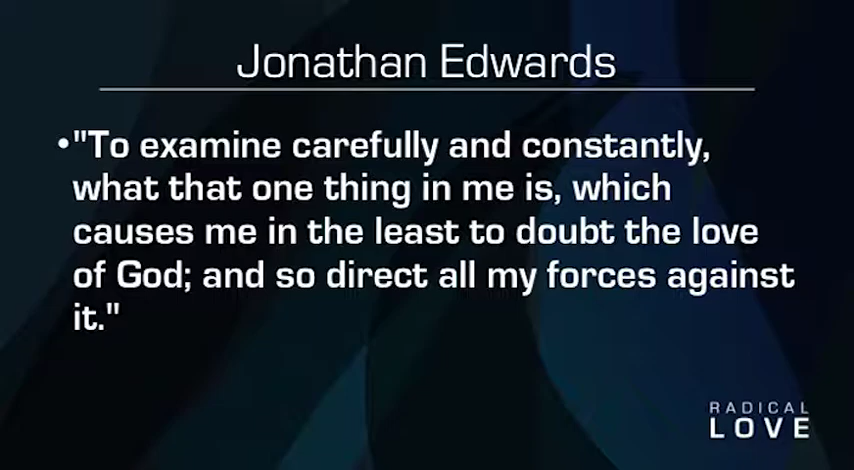 Jonathan Edwards
•"To examine carefully and constantly,
what that one thing in me is, which
causes me in the least to doubt the love
of God; and so direct all my forces against
it."
RADICAL
LOVE